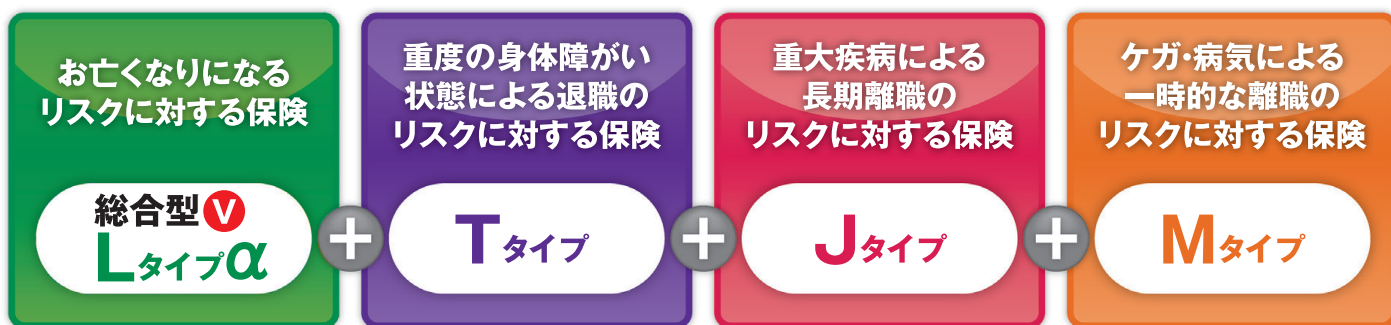 お亡くなりになる
リスクに対する保険
総合型V
Lタイプα
+
重度の身体障がい
状態による退職の
リスクに対する保険
Tタイプ
+
重大疾病による
長期離職の
リスクに対する保険
Jタイプ
+
ケガ・病気による
一時的な離職の
リスクに対する保険
Mタイプ